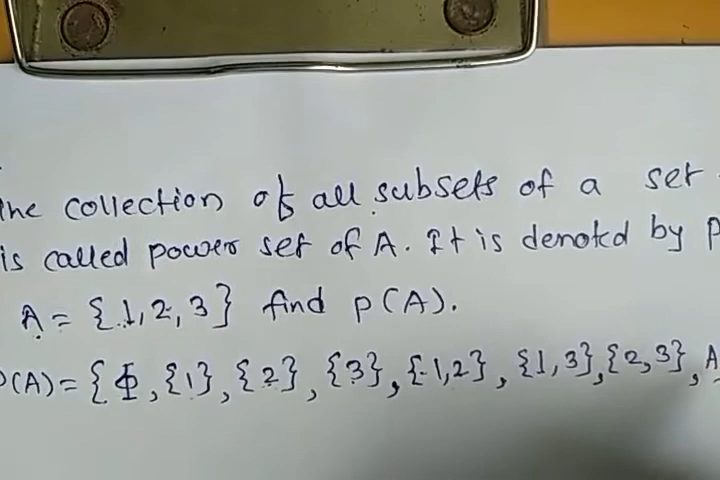 The collection of all subsets of a set
is called power set of A. It is denoted by P
A = {1, 2, 3} find p(A).
P(A) = {Φ, {1}, {2}, {3}, {1,2}, {1,3}, {2,3}, A